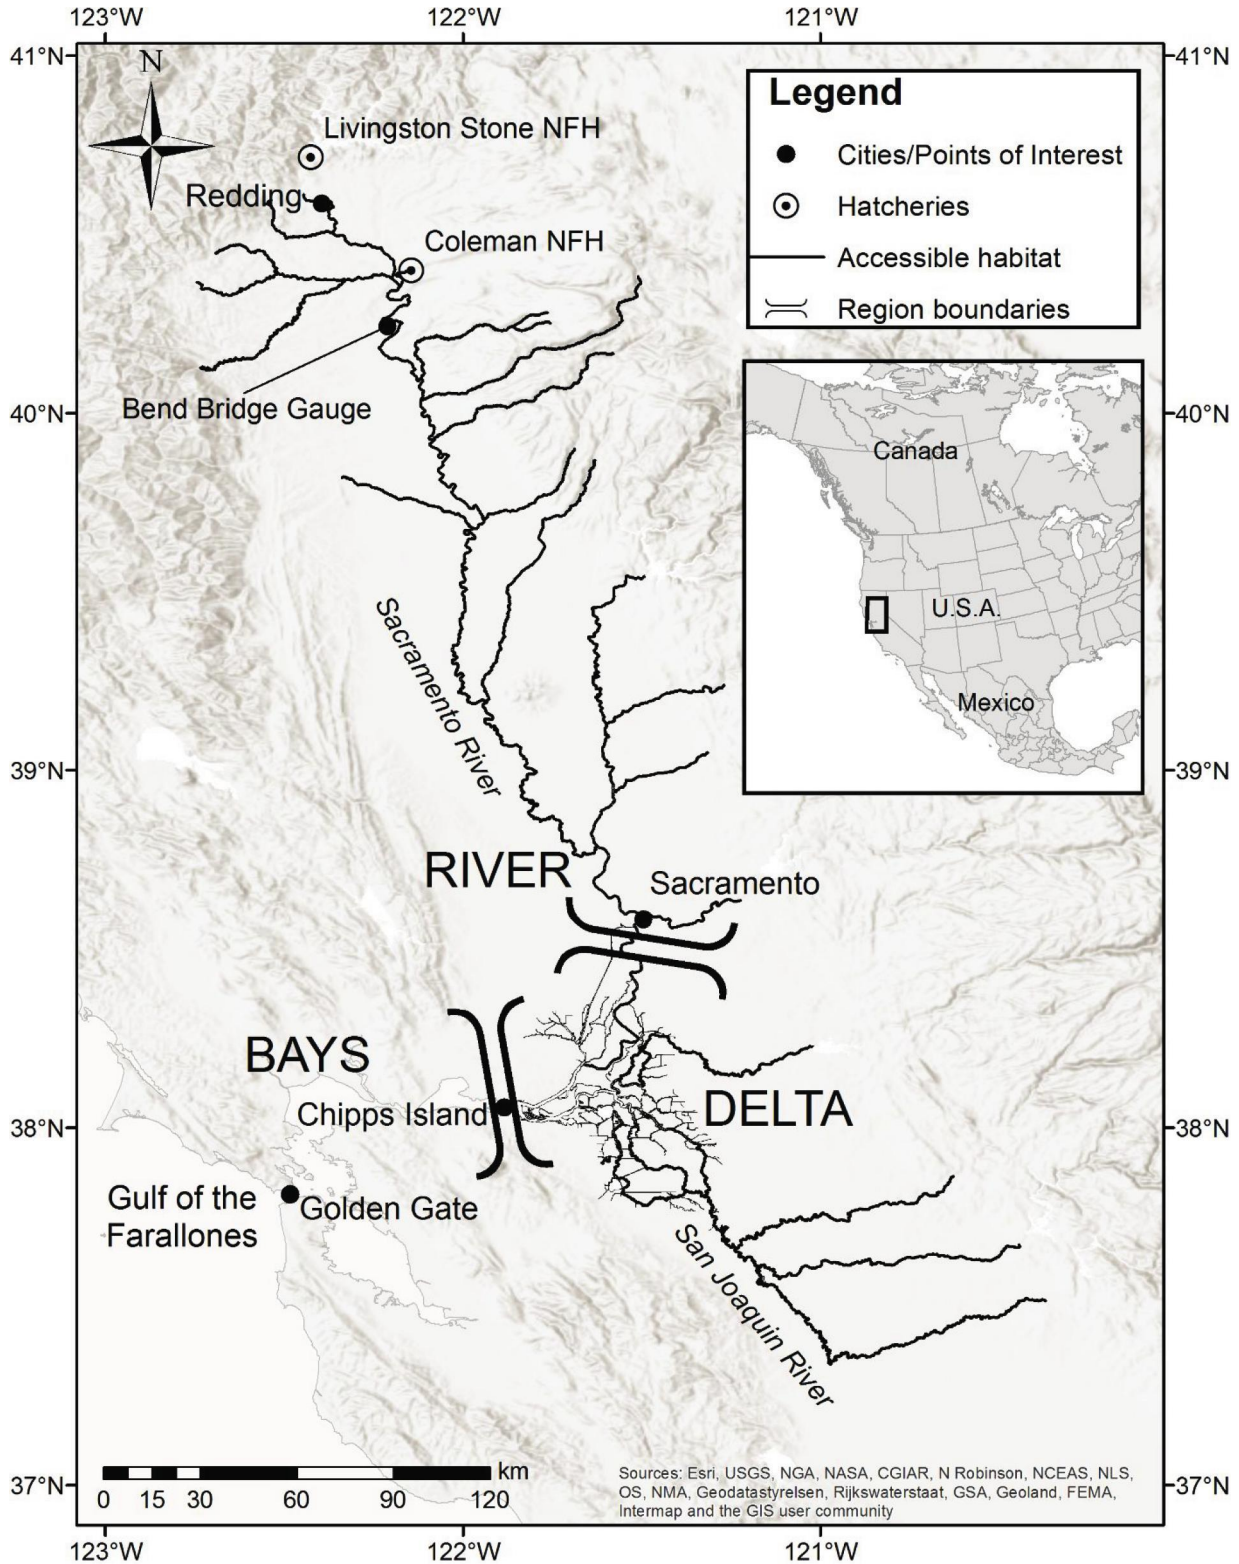 123°W 122°W 121°W
41°N 41°N
N
Legend
Livingston Stone NFH
Cities/Points of Interest
Redding
Hatcheries
Coleman NFH
Accessible habitat
Region boundaries
Bend Bridge Gauge
40°N 40°N
Canada
U.S.A.
Mexico
Sacramento River
39°N 39°N
RIVER
Sacramento
BAYS
Chipps Island
DELTA
38°N 38°N
Gulf of the
Farallones
Golden Gate
San Joaquin River
km
0 15 30 60 90 120
37°N 37°N
Sources: Esri, USGS, NGA, NASA, CGIAR, N Robinson, NCEAS, NLS,
OS, NMA, Geodatastyrelsen, Rijkswaterstaat, GSA, Geoland, FEMA,
Intermap and the GIS user community
123°W 122°W 121°W